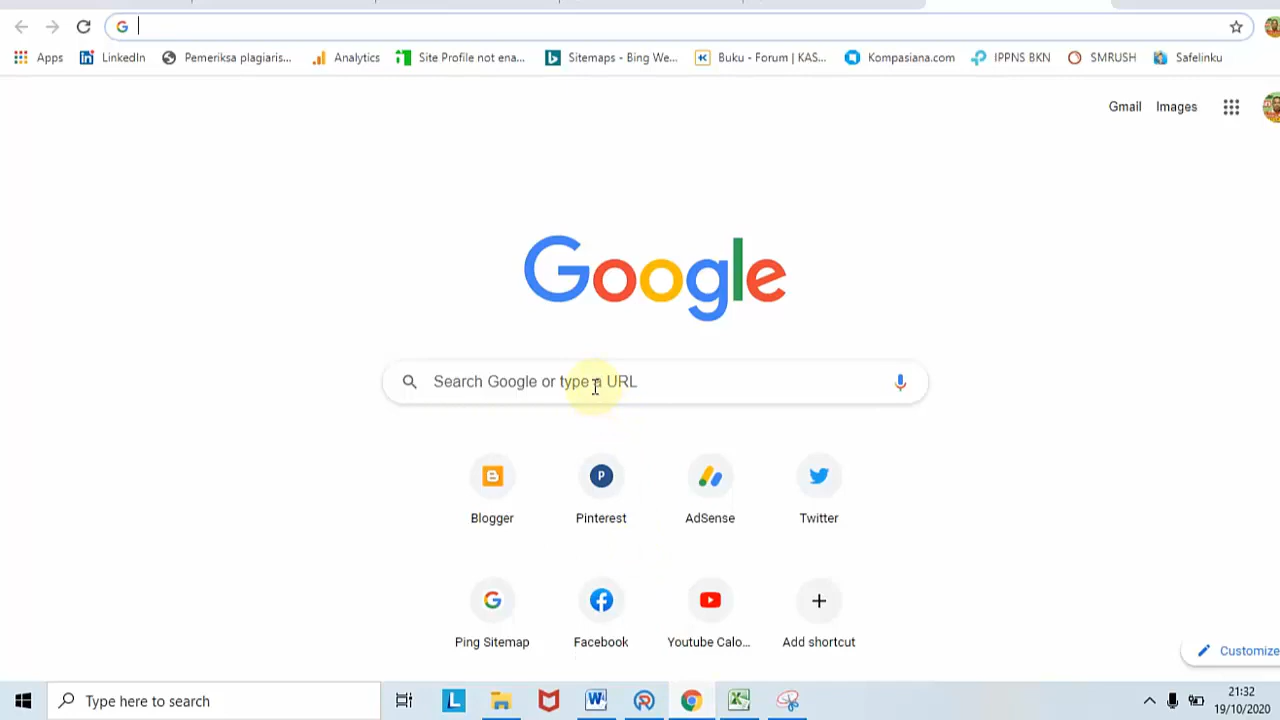 Apps LinkedIn Pemeriksa plagiaris... Analytics Site Profile not ena... Sitemaps - Bing We... Buku - Forum | KAS... Kompasiana.com IPPNS BKN SMRUSH Safelinku
Gmail Images
Google
Search Google or type a URL
Blogger Pinterest AdSense Twitter
Ping Sitemap Facebook Youtube Calo... Add shortcut
Customize
Type here to search
21:32
19/10/2020